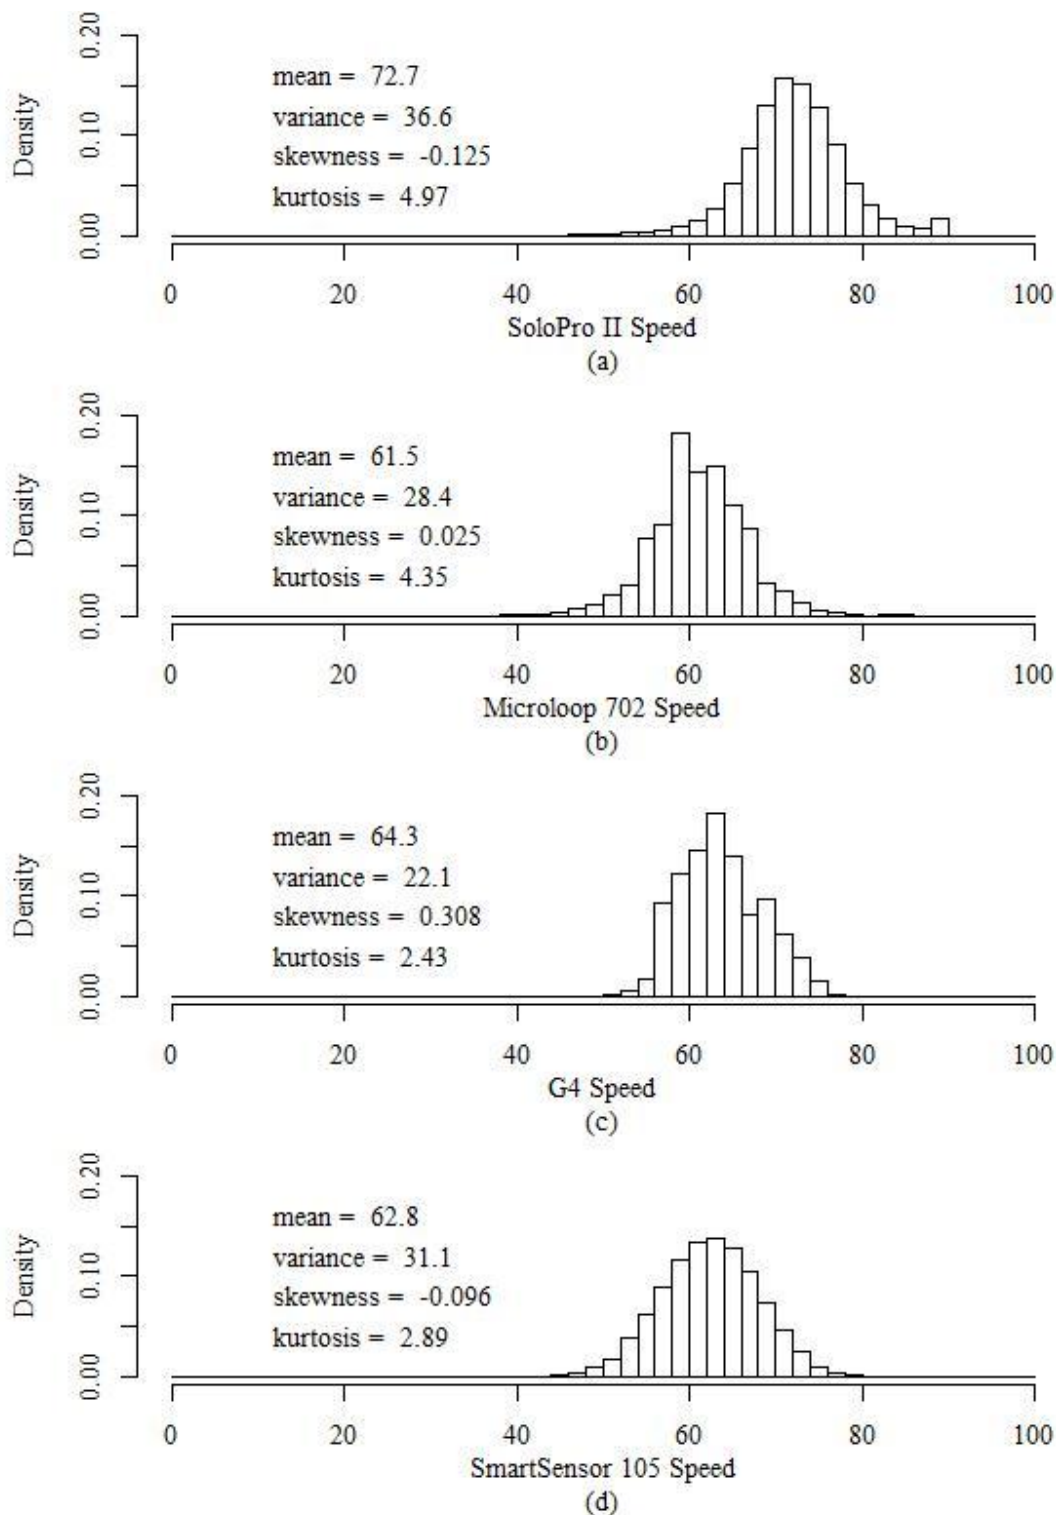 0.20
mean = 72.7
variance = 36.6
Density
0.10
skewness = -0.125
kurtosis = 4.97
0.00
0 20 40 60 80 100
SoloPro II Speed
(a)
0.20
mean = 61.5
variance = 28.4
Density
0.10
skewness = 0.025
kurtosis = 4.35
0.00
0 20 40 60 80 100
Microloop 702 Speed
(b)
0.20
mean = 64.3
variance = 22.1
Density
0.10
skewness = 0.308
kurtosis = 2.43
0.00
0 20 40 60 80 100
G4 Speed
(c)
0.20
mean = 62.8
variance = 31.1
Density
0.10
skewness = -0.096
kurtosis = 2.89
0.00
0 20 40 60 80 100
SmartSensor 105 Speed
(d)